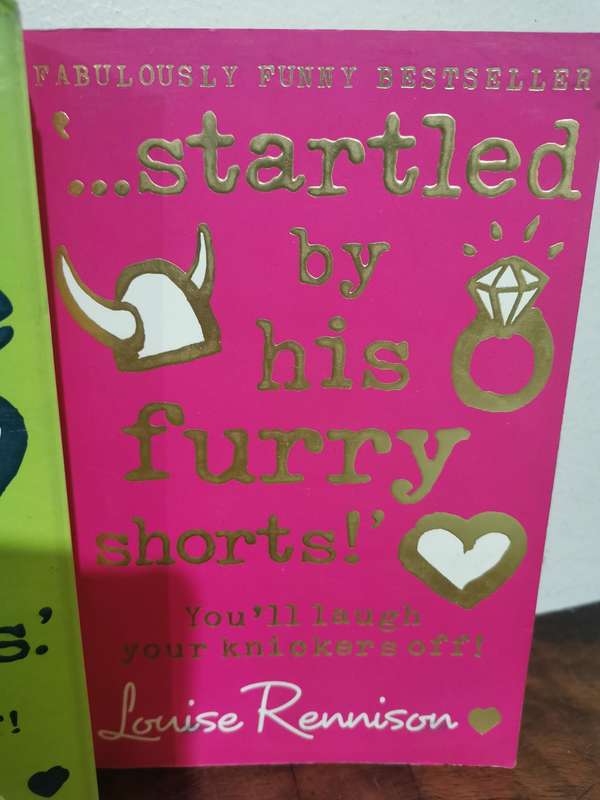 FABULOUSLY FUNNY BESTSELLER
'...startled
by
his
furry
shorts!'
You'll laugh
your knickers off!
Louise Rennison
s.'
!